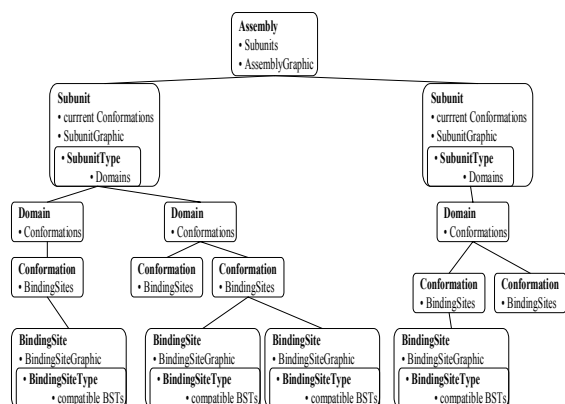 Assembly
• Subunits
• AssemblyGraphic
Subunit
• currrent Conformations
• SubunitGraphic
• SubunitType
• Domains
Subunit
• currrent Conformations
• SubunitGraphic
• SubunitType
• Domains
Domain
• Conformations
Domain
• Conformations
Domain
• Conformations
Conformation
• BindingSites
Conformation
• BindingSites
Conformation
• BindingSites
Conformation
• BindingSites
Conformation
• BindingSites
BindingSite
• BindingSiteGraphic
• BindingSiteType
• compatible BSTs
BindingSite
• BindingSiteGraphic
• BindingSiteType
• compatible BSTs
BindingSite
• BindingSiteGraphic
• BindingSiteType
• compatible BSTs
BindingSite
• BindingSiteGraphic
• BindingSiteType
• compatible BSTs